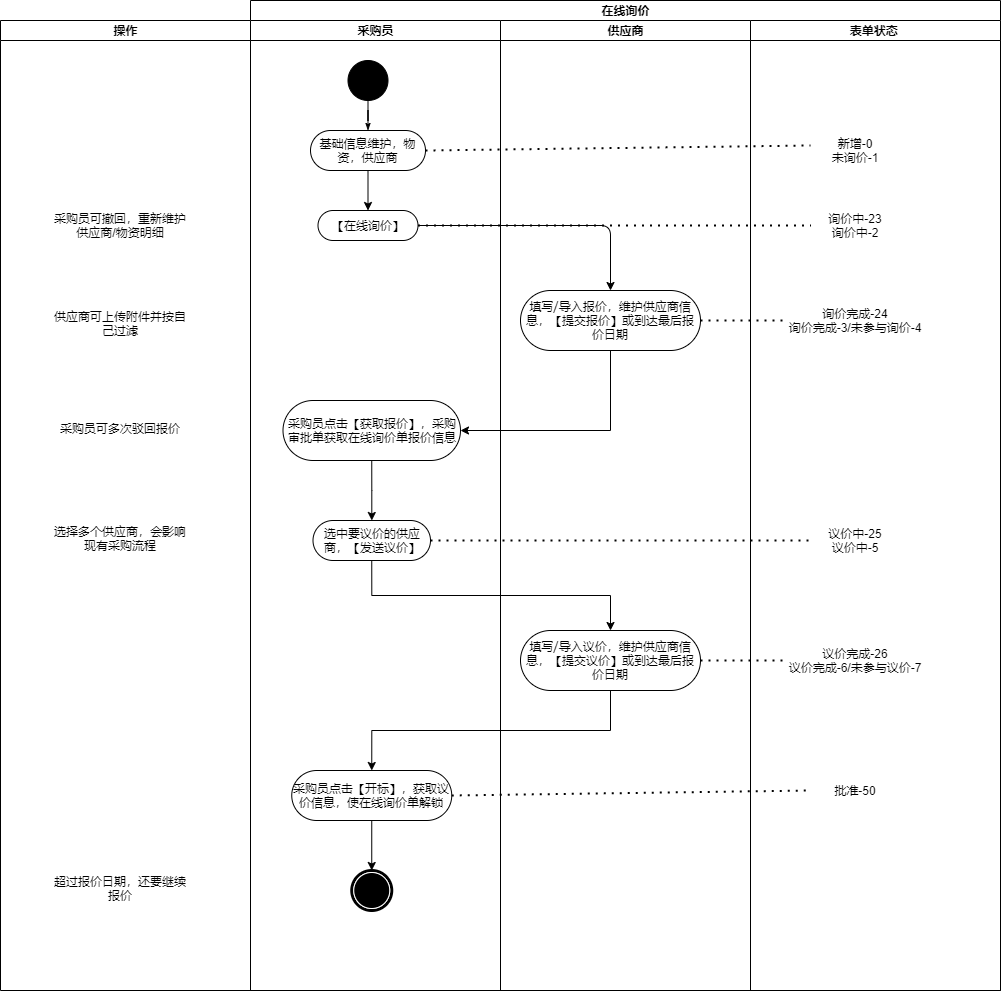 在线询价
操作
采购员
供应商
表单状态
基础信息维护，物
资，供应商
新增-0
未询价-1
采购员可撤回，重新维护
供应商/物资明细
【在线询价】
询价中-23
询价中-2
供应商可上传附件并按自
己过滤
填写/导入报价，维护供应商信
息，【提交报价】或到达最后报
价日期
询价完成-24
询价完成-3/未参与询价-4
采购员可多次驳回报价
采购员点击【获取报价】，采购
审批单获取在线询价单报价信息
选择多个供应商，会影响
现有采购流程
选中要议价的供应
商，【发送议价】
议价中-25
议价中-5
填写/导入议价，维护供应商信
息，【提交议价】或到达最后报
价日期
议价完成-26
议价完成-6/未参与议价-7
采购员点击【开标】，获取议
价信息，使在线询价单解锁
批准-50
超过报价日期，还要继续
报价